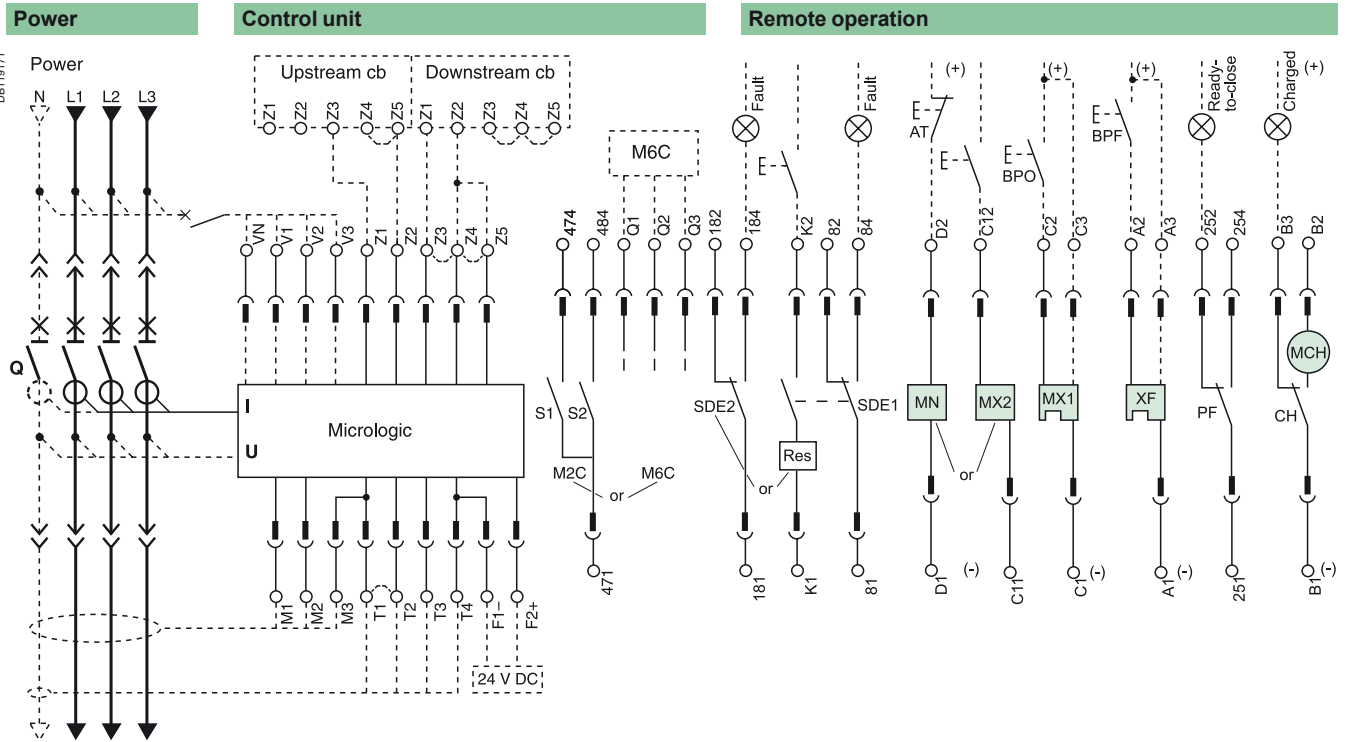 Power
Control unit
Remote operation
Power
N L1 L2 L3
Upstream cb
Downstream cb
Z1 Z2 Z3 Z4 Z5 Z1 Z2 Z3 Z4 Z5
M6C
Fault
Fault
(+)
AT
(+)
BPO
(+)
BPF
Ready-
to-close
Charged
(+)
VN V1 V2 V3 Z1 Z2 Z3 Z4 Z5
474 484 Q1 Q2 Q3 182 184 K2 82 84 D2 C12 C2 C3 A2 A3 252 254 B3 B2
Q
I
U
Micrologic
S1 S2
M2C or M6C
SDE2
or
Res
SDE1
MN
or
MX2
MX1
XF
PF
CH
MCH
M1 M2 M3 T1 T2 T3 T4 F1– F2+
24 V DC
471
181 K1 81 D1 (-) C11 C1 (-) A1 (-) 251 B1 (-)